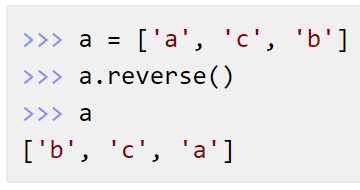 >>> a = ['a', 'c', 'b']
>>> a.reverse()
>>> a
['b', 'c', 'a']